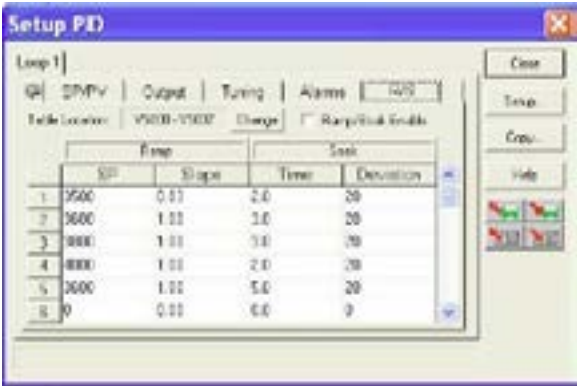 Setup PID
Loop 1
Close
SP/PV Output Tuning Alarms R/S
Setup...
Table Location: Change Ramp/Soak Enable
Copy...
Ramp Soak
SP Slope Time Deviation
Help
1 3500 2.0 20
2 3600 1.00 3.0 20
3 1.00 3.0 20
4 4000 1.00 2.0 20
5 3600 1.00 5.0 20
6 0 0.00 0.0 0